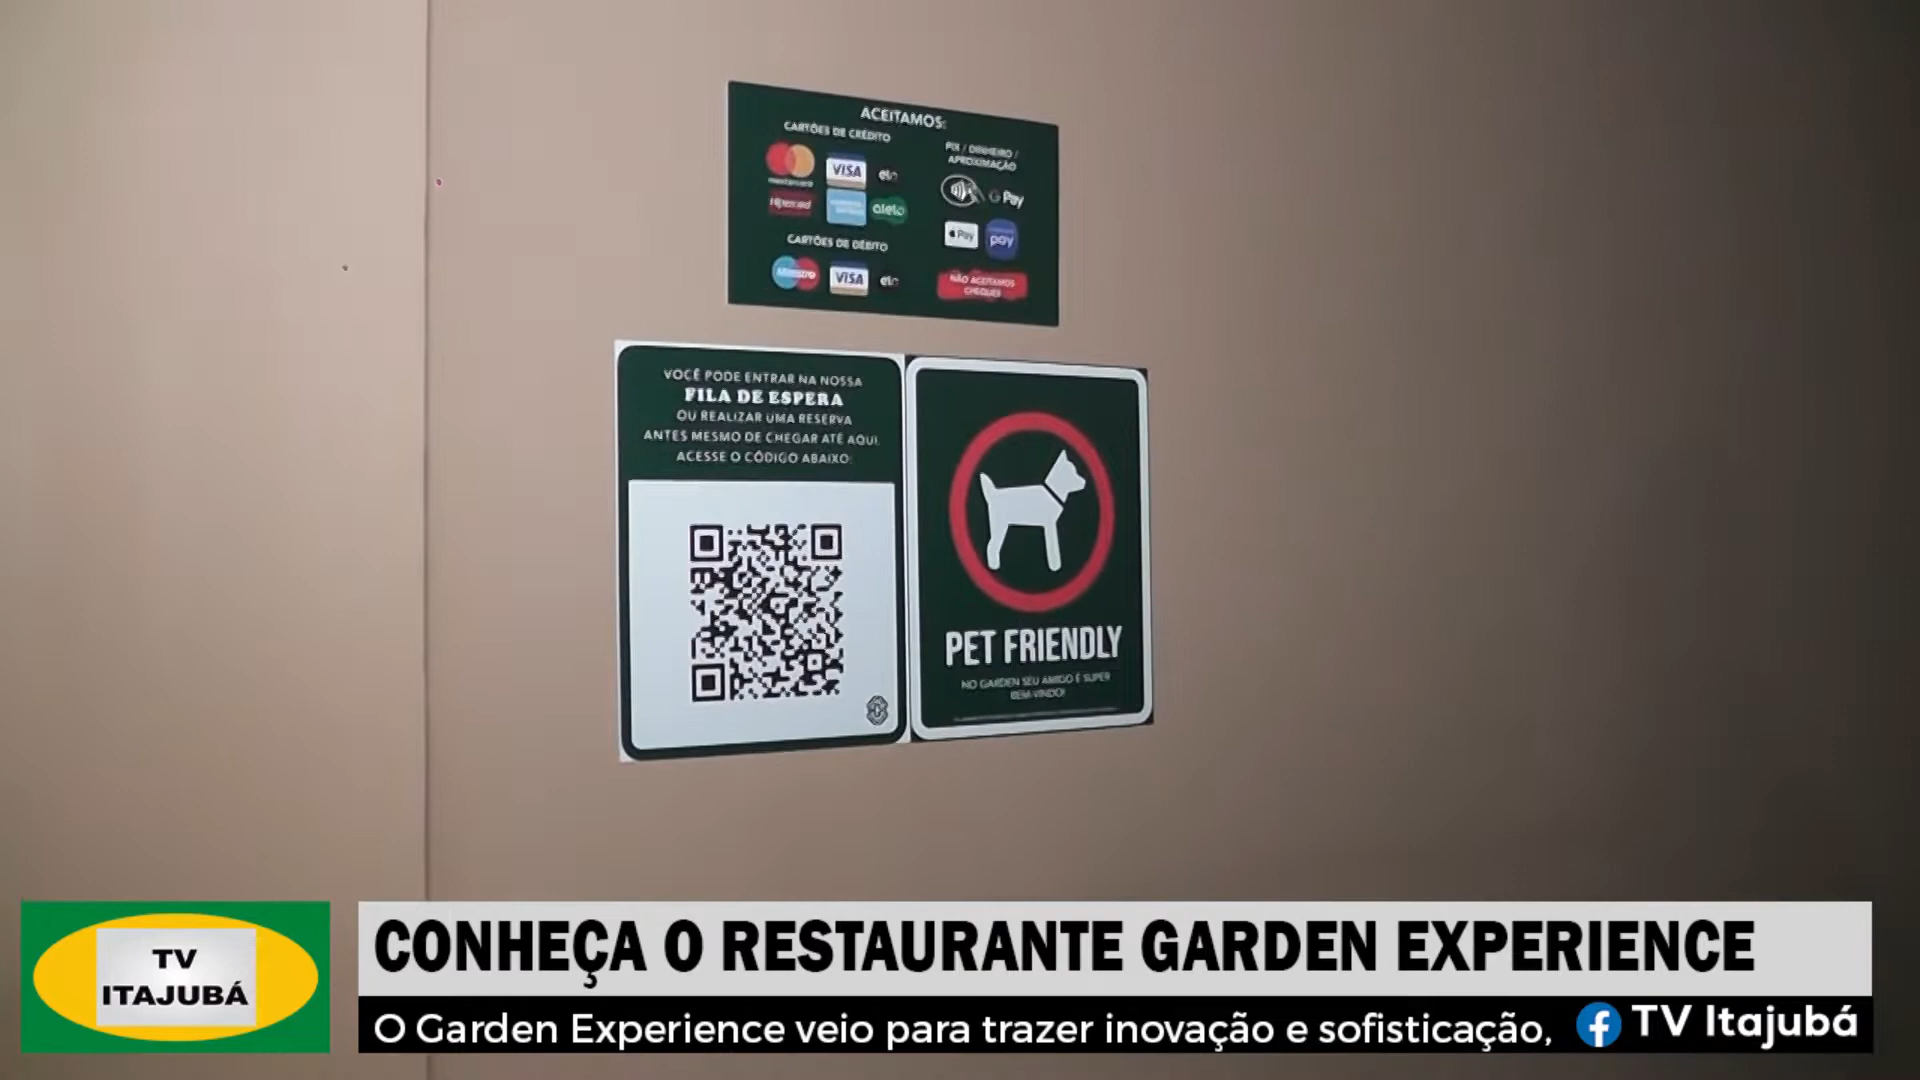 ACEITAMOS:
CARTÕES DE CRÉDITO
mastercard
VISA
elo
Hipercard
alelo
CARTÕES DE DÉBITO
Maestro
VISA
elo
PIX / DINHEIRO /
APROXIMAÇÃO
G Pay
Pay
pay
NÃO ACEITAMOS
CHEQUES
VOCÊ PODE ENTRAR NA NOSSA
FILA DE ESPERA
OU REALIZAR UMA RESERVA
ANTES MESMO DE CHEGAR ATÉ AQUI.
ACESSE O CÓDIGO ABAIXO:
PET FRIENDLY
NO GARDEN SEU AMIGO É SUPER
BEM-VINDO!
TV
ITAJUBÁ
CONHEÇA O RESTAURANTE GARDEN EXPERIENCE
O Garden Experience veio para trazer inovação e sofisticação,
TV Itajubá